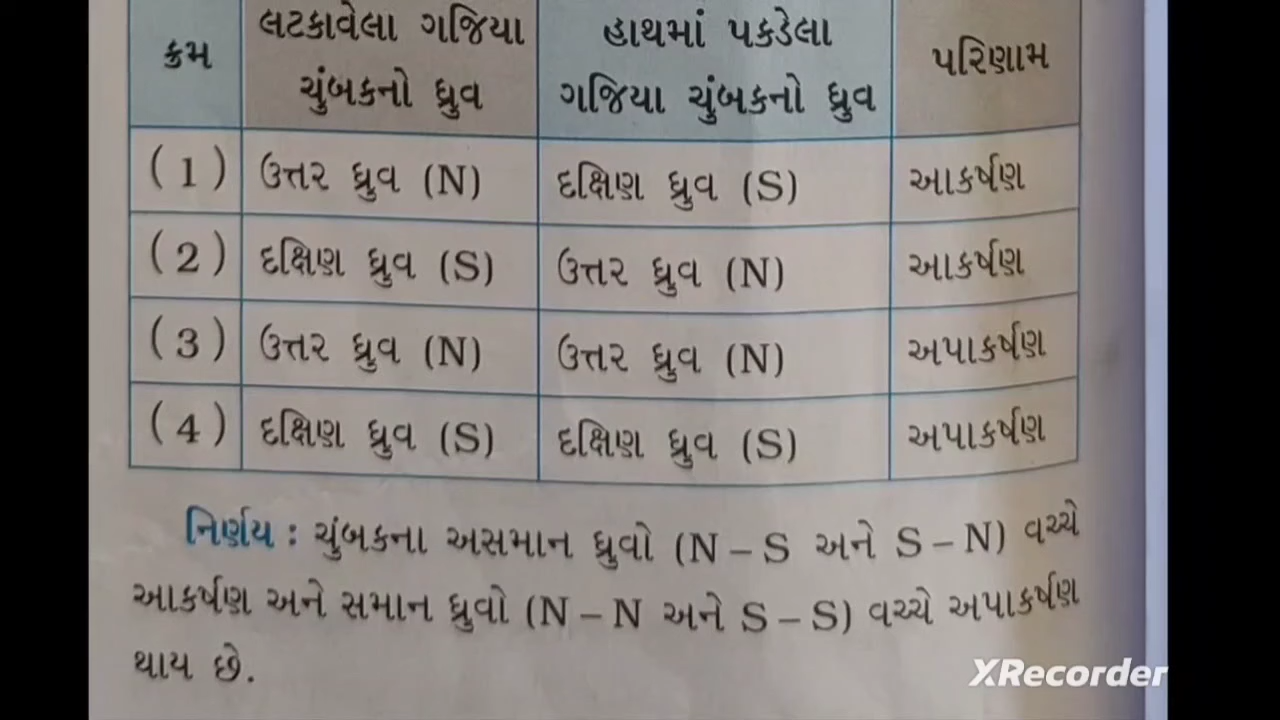 ક્રમ લટકાવેલા ગજિયા ચુંબકનો ધ્રુવ હાથમાં પકડેલા ગજિયા ચુંબકનો ધ્રુવ પરિણામ
(1) ઉત્તર ધ્રુવ (N) દક્ષિણ ધ્રુવ (S) આકર્ષણ
(2) દક્ષિણ ધ્રુવ (S) ઉત્તર ધ્રુવ (N) આકર્ષણ
(3) ઉત્તર ધ્રુવ (N) ઉત્તર ધ્રુવ (N) અપાકર્ષણ
(4) દક્ષિણ ધ્રુવ (S) દક્ષિણ ધ્રુવ (S) અપાકર્ષણ
નિર્ણય : ચુંબકના અસમાન ધ્રુવો (N – S અને S – N) વચ્ચે
આકર્ષણ અને સમાન ધ્રુવો (N – N અને S – S) વચ્ચે અપાકર્ષણ
થાય છે.
XRecorder